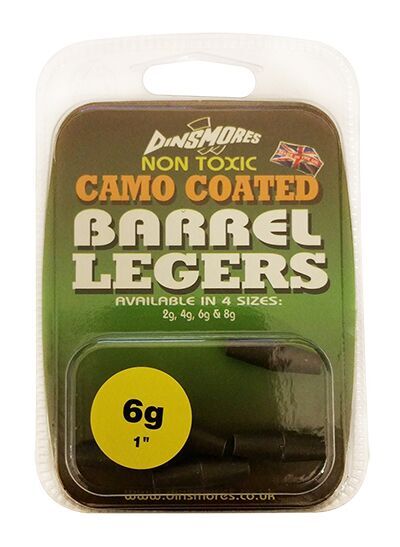 DINSMORES
NON TOXIC
CAMO COATED
BARREL
LEGERS
AVAILABLE IN 4 SIZES:
2g, 4g, 6g & 8g
6g
1"
www.dinsmores.co.uk